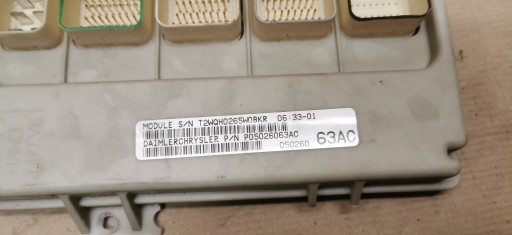 MODULE S/N T2WQH0265W0BKR 06:33-01
DAIMLERCHRYSLER P/N P05026063AC
050260 63AC